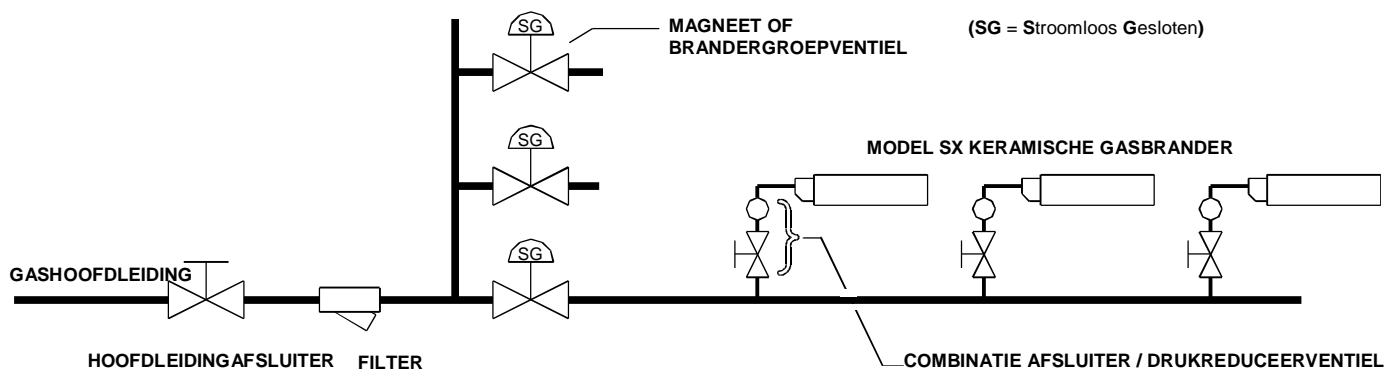 SG
MAGNEET OF
BRANDERGROEPVENTIEL
(SG = Stroomloos Gesloten)
SG
MODEL SX KERAMISCHE GASBRANDER
SG
GASHOOFDLEIDING
HOOFDLEIDINGAFSLUITER
FILTER
COMBINATIE AFSLUITER / DRUKREDUCEERVENTIEL